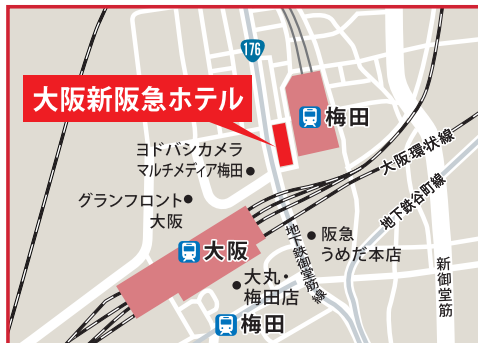 176
大阪新阪急ホテル
梅田
ヨドバシカメラ
マルチメディア梅田
大阪環状線
グランフロント
大阪
地下鉄谷町線
大阪
地下鉄御堂筋線
阪急
うめだ本店
大丸・
梅田店
新御堂筋
梅田